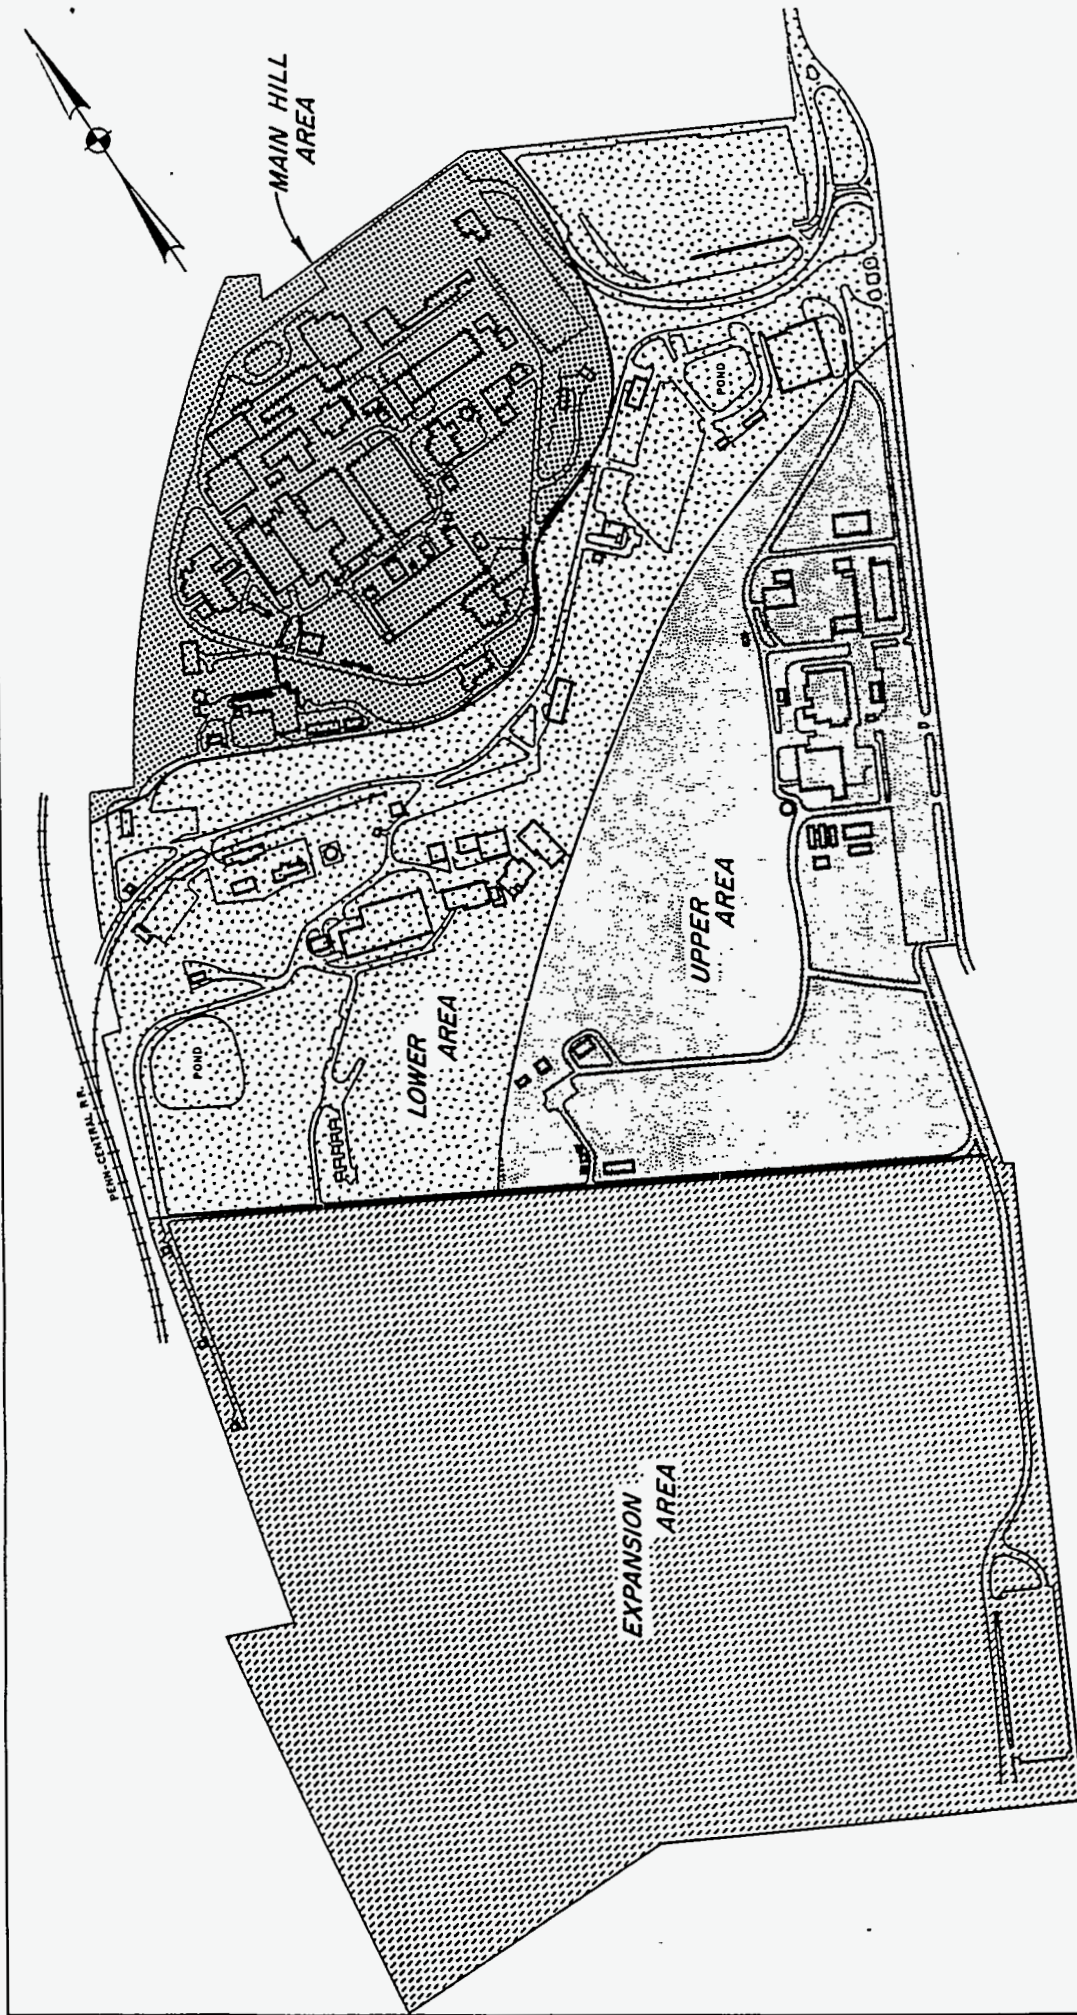 MAIN HILL
AREA
POND
UPPER
AREA
LOWER
AREA
POND
PENN CENTRAL R.R.
EXPANSION
AREA